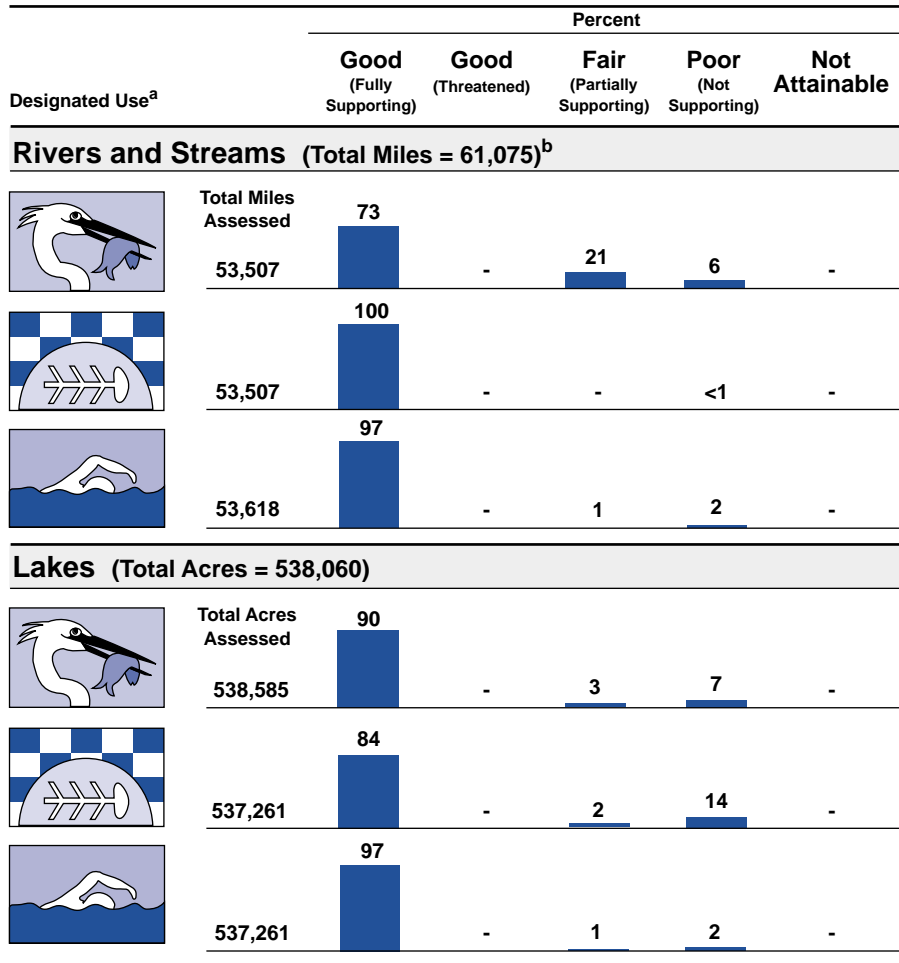 Percent
Designated Useᵃ
Good (Fully Supporting)
Good (Threatened)
Fair (Partially Supporting)
Poor (Not Supporting)
Not Attainable
Rivers and Streams (Total Miles = 61,075)ᵇ
Total Miles Assessed
53,507 73 - 21 6 -
53,507 100 - - <1 -
53,618 97 - 1 2 -
Lakes (Total Acres = 538,060)
Total Acres Assessed
538,585 90 - 3 7 -
537,261 84 - 2 14 -
537,261 97 - 1 2 -